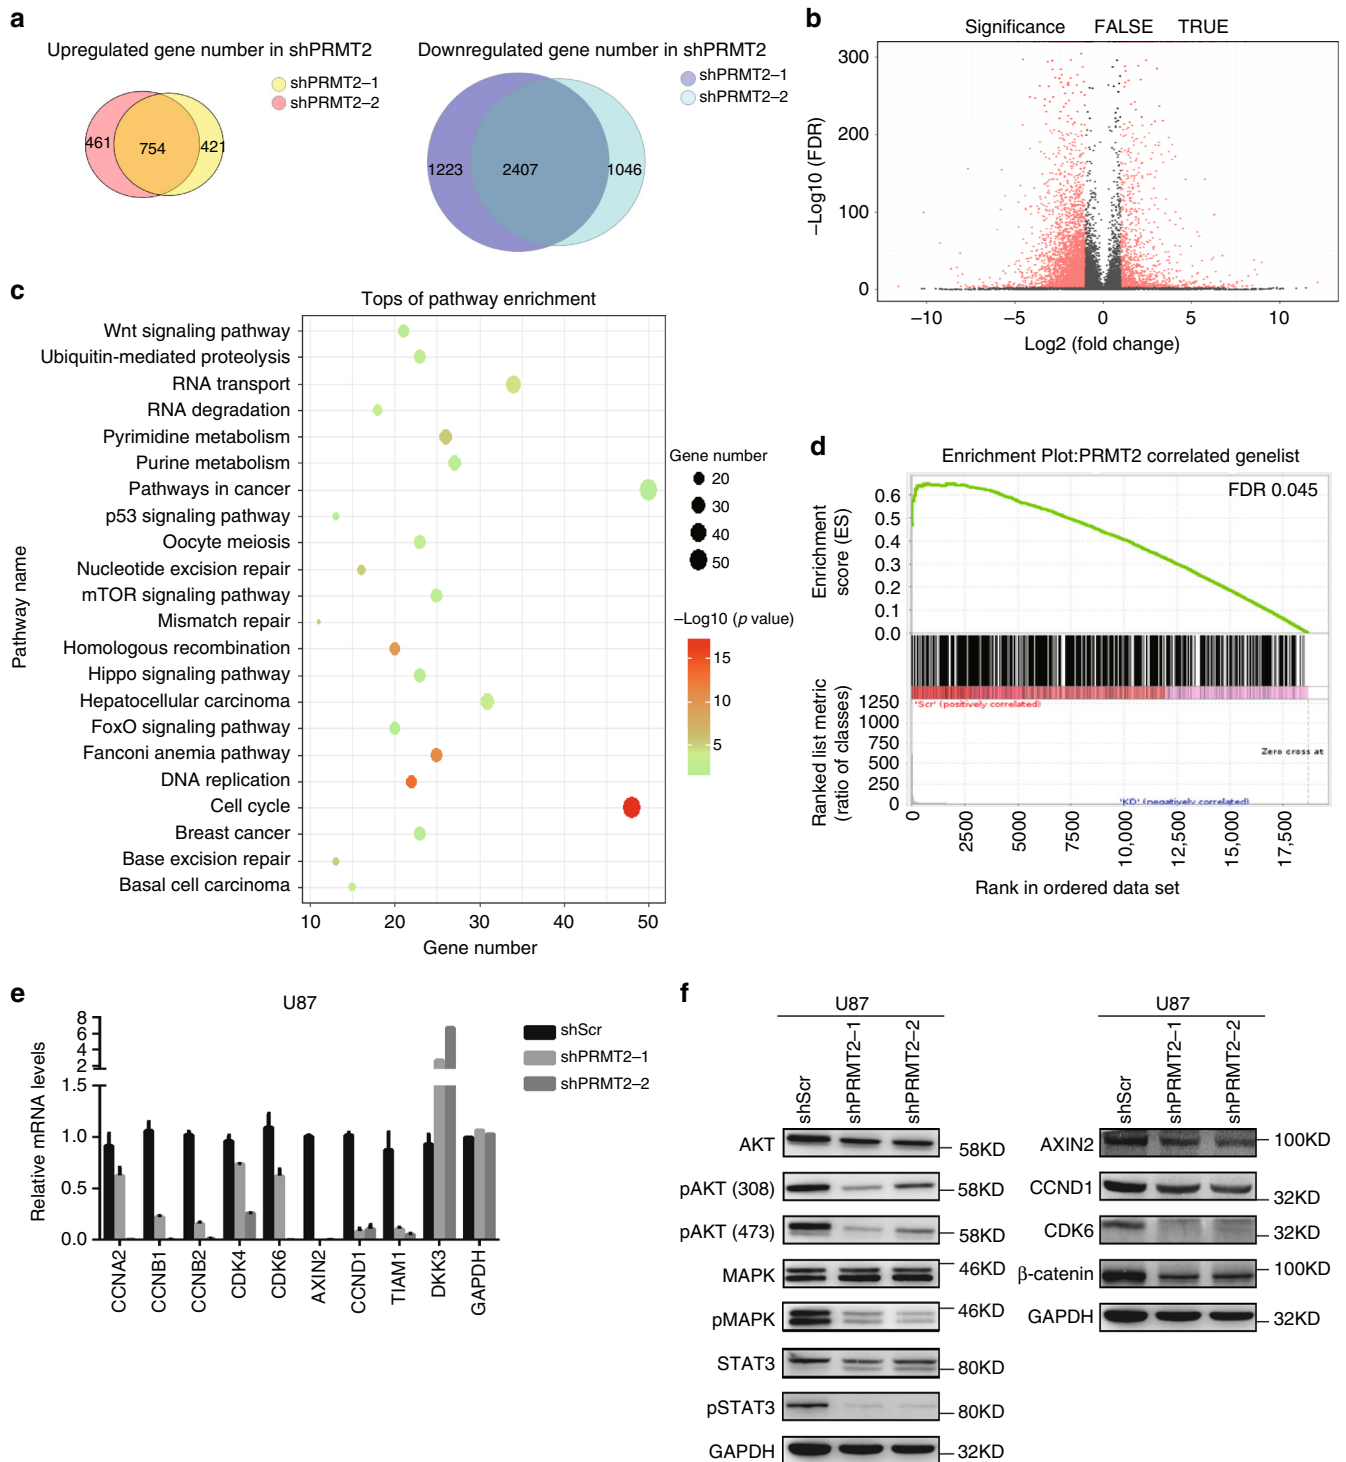 a
Upregulated gene number in shPRMT2
shPRMT2–1
shPRMT2–2
461
754
421
Downregulated gene number in shPRMT2
shPRMT2–1
shPRMT2–2
1223
2407
1046
b
Significance FALSE TRUE
–Log10 (FDR)
300
200
100
0
–10 –5 0 5 10
Log2 (fold change)
c
Tops of pathway enrichment
Pathway name
Wnt signaling pathway
Ubiquitin-mediated proteolysis
RNA transport
RNA degradation
Pyrimidine metabolism
Purine metabolism
Pathways in cancer
p53 signaling pathway
Oocyte meiosis
Nucleotide excision repair
mTOR signaling pathway
Mismatch repair
Homologous recombination
Hippo signaling pathway
Hepatocellular carcinoma
FoxO signaling pathway
Fanconi anemia pathway
DNA replication
Cell cycle
Breast cancer
Base excision repair
Basal cell carcinoma
10 20 30 40 50
Gene number
Gene number
20
30
40
50
–Log10 (p value)
15
10
5
d
Enrichment Plot:PRMT2 correlated genelist
FDR 0.045
Enrichment
score (ES)
0.6
0.5
0.4
0.3
0.2
0.1
0.0
'Scr' (positively correlated)
Ranked list metric
(ratio of classes)
1250
1000
750
500
250
0
Zero cross at
'KD' (negatively correlated)
0 2500 5000 7500 10,000 12,500 15,000 17,500
Rank in ordered data set
e
U87
Relative mRNA levels
8
6
4
2
1.5
1.0
0.5
0.0
CCNA2 CCNB1 CCNB2 CDK4 CDK6 AXIN2 CCND1 TIAM1 DKK3 GAPDH
shScr
shPRMT2–1
shPRMT2–2
f
U87
shScr shPRMT2–1 shPRMT2–2
AKT 58KD
pAKT (308) 58KD
pAKT (473) 58KD
MAPK 46KD
pMAPK 46KD
STAT3 80KD
pSTAT3 80KD
GAPDH 32KD
U87
shScr shPRMT2–1 shPRMT2–2
AXIN2 100KD
CCND1 32KD
CDK6 32KD
β-catenin 100KD
GAPDH 32KD